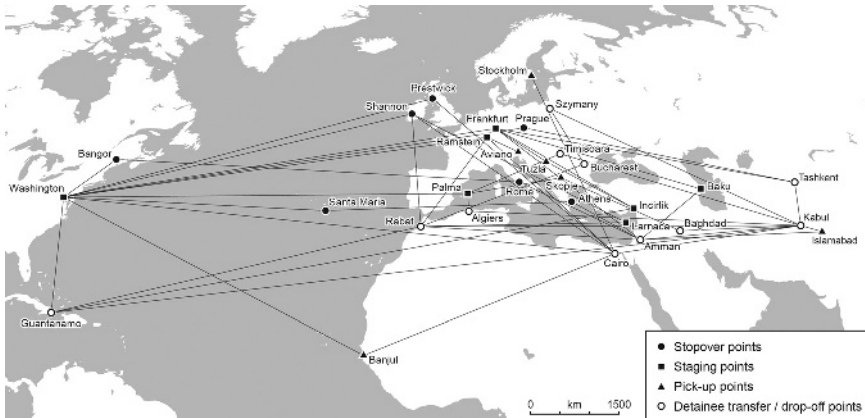 Stockholm
Prestwick
Szymany
Shannon
Frankfurt
Prague
Ramstein
Timisoara
Bangor
Aviano
Tuzla
Bucharest
Tashkent
Washington
Palma
Rome
Skopje
Baku
Santa Maria
Athens
Incirlik
Kabul
Rabat
Algiers
Larnaca
Baghdad
Islamabad
Amman
Cairo
Guantanamo
Banjul
Stopover points
Staging points
Pick-up points
Detainee transfer / drop-off points
0 km 1500